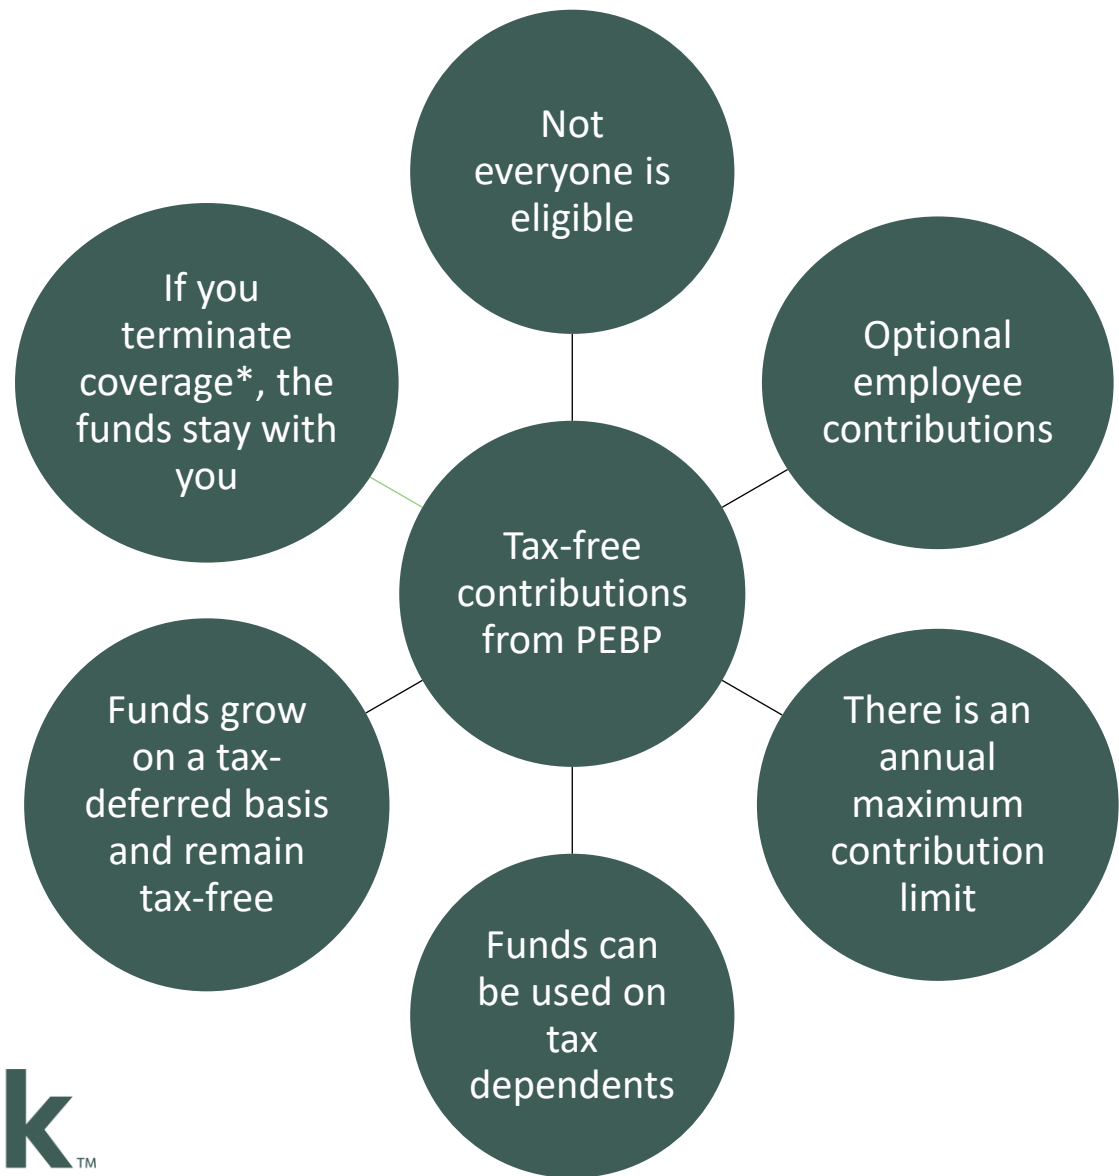 Not
everyone is
eligible
If you
terminate
coverage*, the
funds stay with
you
Optional
employee
contributions
Tax-free
contributions
from PEBP
Funds grow
on a tax-
deferred basis
and remain
tax-free
There is an
annual
maximum
contribution
limit
Funds can
be used on
tax
dependents
k™